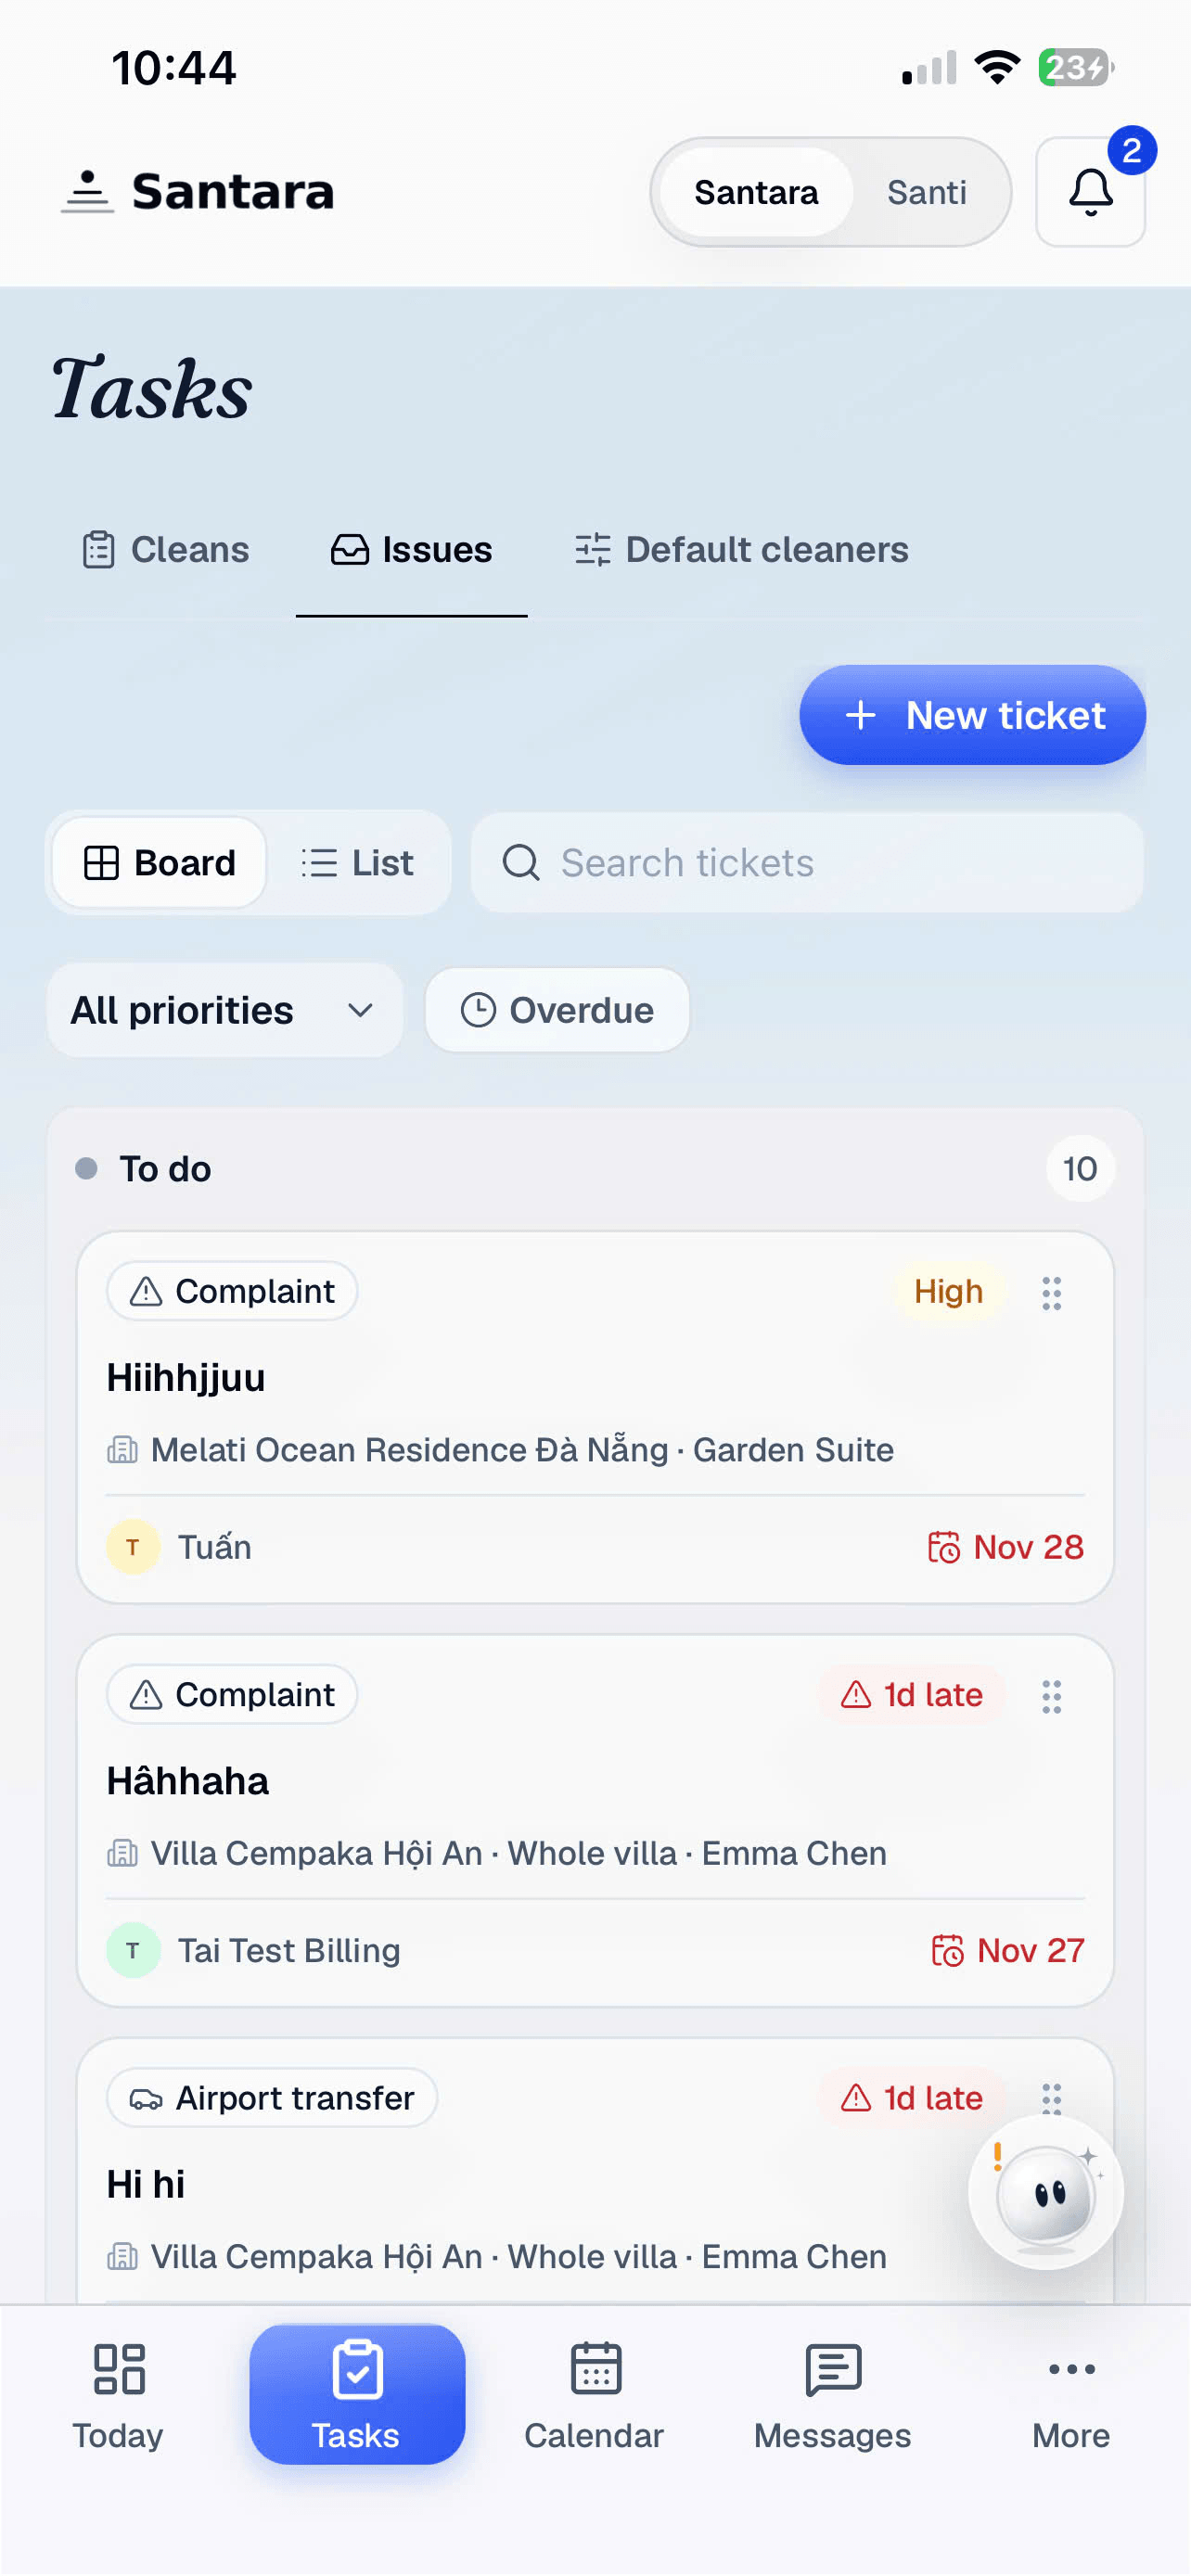 10:44
23
Santara
Santara Santi
2
Tasks
Cleans Issues Default cleaners
+ New ticket
Board List Search tickets
All priorities Overdue
To do 10
Complaint High
Hiihhjjuu
Melati Ocean Residence Đà Nẵng · Garden Suite
T Tuấn Nov 28
Complaint 1d late
Hâhhaha
Villa Cempaka Hội An · Whole villa · Emma Chen
T Tai Test Billing Nov 27
Airport transfer 1d late
Hi hi
Villa Cempaka Hội An · Whole villa · Emma Chen
Today Tasks Calendar Messages More